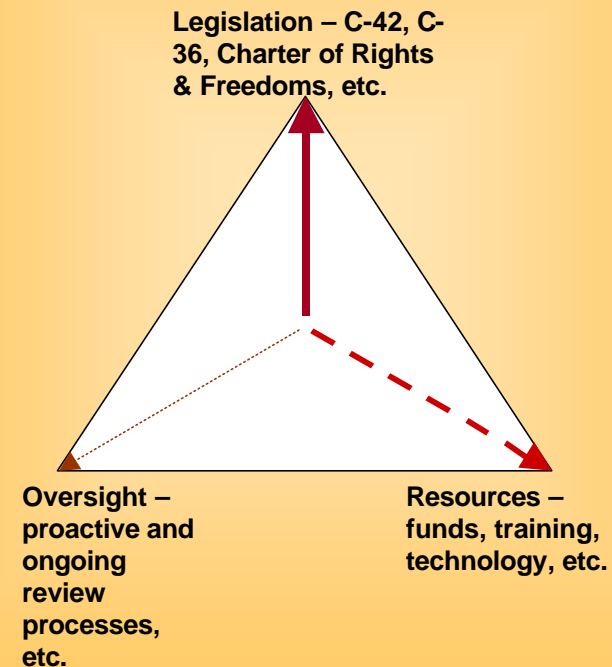 Legislation – C-42, C-
36, Charter of Rights
& Freedoms, etc.
Oversight –
proactive and
ongoing
review
processes,
etc.
Resources –
funds, training,
technology, etc.